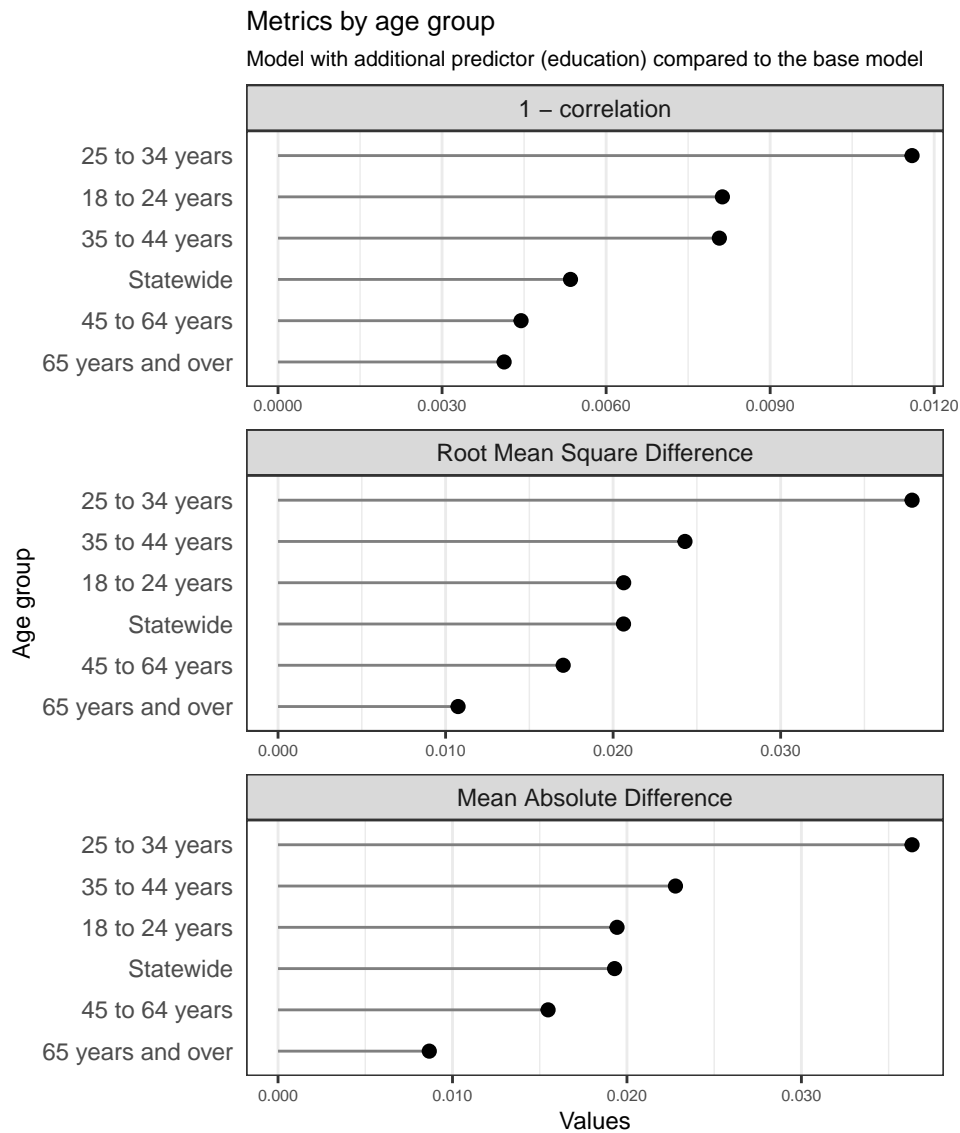 Metrics by age group
Model with additional predictor (education) compared to the base model
1 − correlation
25 to 34 years
18 to 24 years
35 to 44 years
Statewide
45 to 64 years
65 years and over
0.0000 0.0030 0.0060 0.0090 0.0120
Root Mean Square Difference
25 to 34 years
35 to 44 years
18 to 24 years
Statewide
45 to 64 years
65 years and over
0.000 0.010 0.020 0.030
Age group
Mean Absolute Difference
25 to 34 years
35 to 44 years
18 to 24 years
Statewide
45 to 64 years
65 years and over
0.000 0.010 0.020 0.030
Values